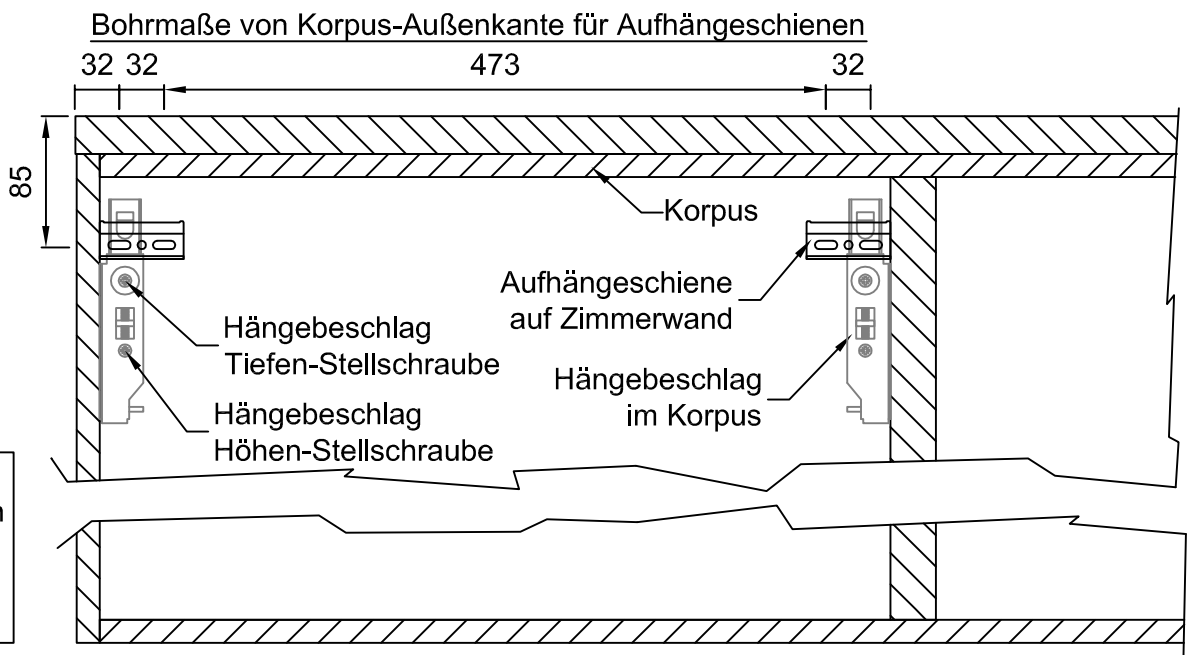 Bohrmaße von Korpus-Außenkante für Aufhängeschienen
32 32 473 32
85
Korpus
Aufhängeschiene
auf Zimmerwand
Hängebeschlag
Tiefen-Stellschraube
Hängebeschlag
im Korpus
Hängebeschlag
Höhen-Stellschraube